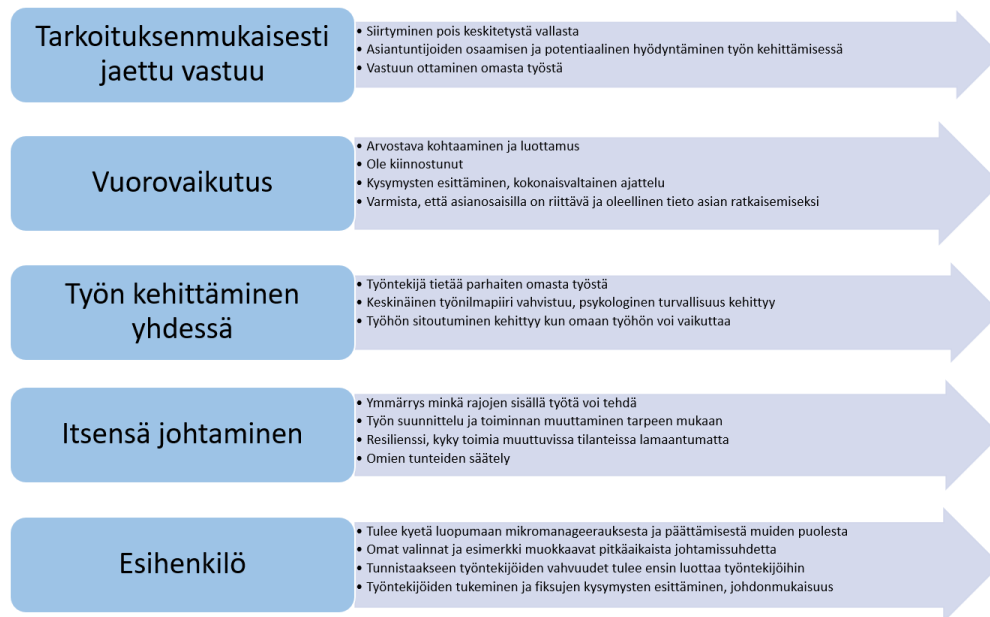 Tarkoituksenmukaisesti
jaettu vastuu
• Siirtyminen pois keskitetystä vallasta
• Asiantuntijoiden osaamisen ja potentiaalinen hyödyntäminen työn kehittämisessä
• Vastuun ottaminen omasta työstä
Vuorovaikutus
• Arvostava kohtaaminen ja luottamus
• Ole kiinnostunut
• Kysymysten esittäminen, kokonaisvaltainen ajattelu
• Varmista, että asianosaisilla on riittävä ja oleellinen tieto asian ratkaisemiseksi
Työn kehittäminen
yhdessä
• Työntekijä tietää parhaiten omasta työstä
• Keskinäinen työnilmapiiri vahvistuu, psykologinen turvallisuus kehittyy
• Työhön sitoutuminen kehittyy kun omaan työhön voi vaikuttaa
Itsensä johtaminen
• Ymmärrys minkä rajojen sisällä työtä voi tehdä
• Työn suunnittelu ja toiminnan muuttaminen tarpeen mukaan
• Resilienssi, kyky toimia muuttuvissa tilanteissa lamaantumatta
• Omien tunteiden säätely
Esihenkilö
• Tulee kyetä luopumaan mikromanageerauksesta ja päättämisestä muiden puolesta
• Omat valinnat ja esimerkki muokkaavat pitkäaikaista johtamissuhdetta
• Tunnistaakseen työntekijöiden vahvuudet tulee ensin luottaa työntekijöihin
• Työntekijöiden tukeminen ja fiksujen kysymysten esittäminen, johdonmukaisuus